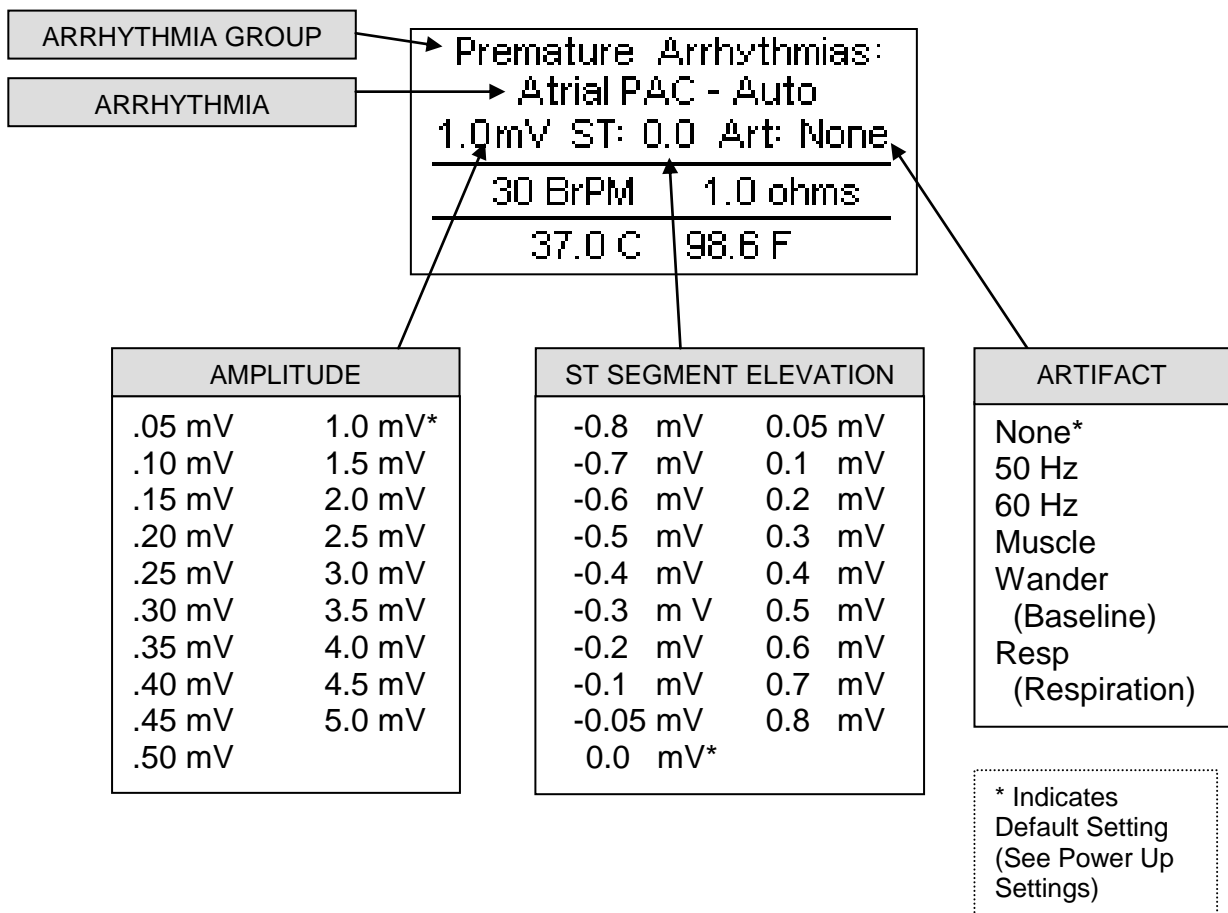 ARRHYTHMIA GROUP
ARRHYTHMIA
Premature Arrhythmias:
Atrial PAC - Auto
1.0mV ST: 0.0 Art: None
30 BrPM 1.0 ohms
37.0 C 98.6 F
AMPLITUDE
.05 mV 1.0 mV*
.10 mV 1.5 mV
.15 mV 2.0 mV
.20 mV 2.5 mV
.25 mV 3.0 mV
.30 mV 3.5 mV
.35 mV 4.0 mV
.40 mV 4.5 mV
.45 mV 5.0 mV
.50 mV
ST SEGMENT ELEVATION
-0.8 mV 0.05 mV
-0.7 mV 0.1 mV
-0.6 mV 0.2 mV
-0.5 mV 0.3 mV
-0.4 mV 0.4 mV
-0.3 m V 0.5 mV
-0.2 mV 0.6 mV
-0.1 mV 0.7 mV
-0.05 mV 0.8 mV
0.0 mV*
ARTIFACT
None*
50 Hz
60 Hz
Muscle
Wander
(Baseline)
Resp
(Respiration)
* Indicates
Default Setting
(See Power Up
Settings)